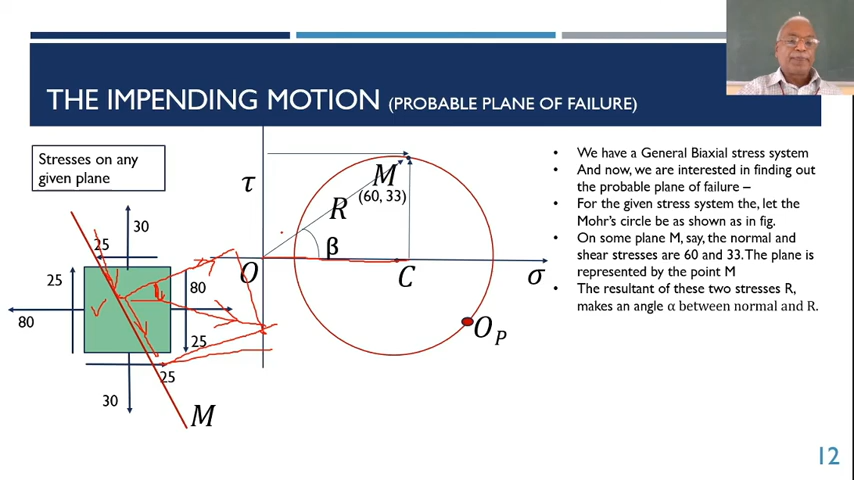 THE IMPENDING MOTION (PROBABLE PLANE OF FAILURE)
Stresses on any
given plane
30
25
25
80
80
25
25
30
M
τ
M
(60, 33)
R
β
O
C
σ
O_P
• We have a General Biaxial stress system
• And now, we are interested in finding out
the probable plane of failure –
• For the given stress system the, let the
Mohr's circle be as shown as in fig.
• On some plane M, say, the normal and
shear stresses are 60 and 33. The plane is
represented by the point M
• The resultant of these two stresses R,
makes an angle α between normal and R.
12